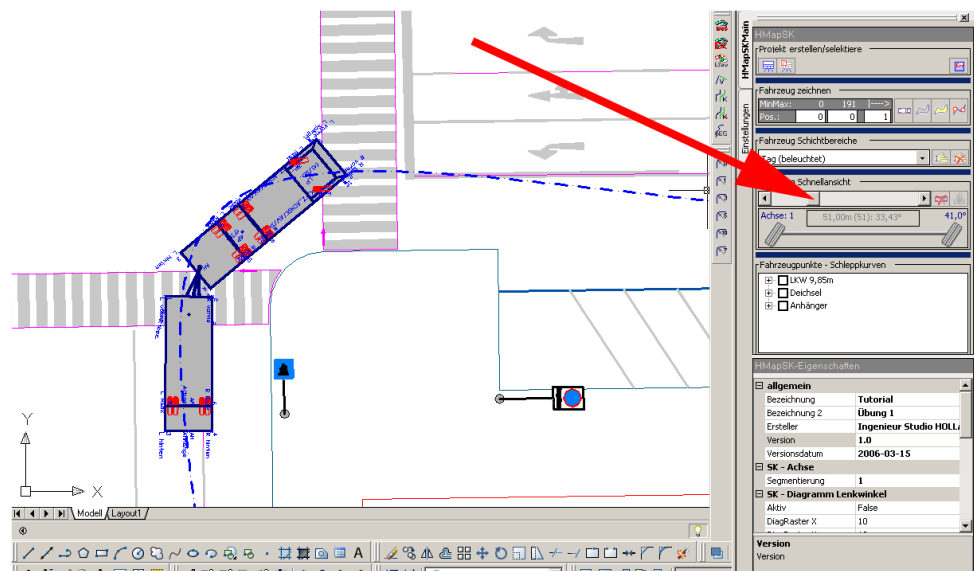 HMapSK
Projekt erstellen/selektiere
Fahrzeug zeichnen
MinMax: 0 191 |---->
Pos.: 0 0 1
Fahrzeug Schichtbereiche
Tag (beleuchtet)
Schnellansicht
Achse: 1 51,00m (51): 33,43° 41,0°
Fahrzeugpunkte - Schleppkurven
LKW 9,85m
Deichsel
Anhänger
HMapSK-Eigenschaften
allgemein
Bezeichnung Tutorial
Bezeichnung 2 Übung 1
Ersteller Ingenieur Studio HOLL
Version 1.0
Versionsdatum 2006-03-15
SK - Achse
Segmentierung 1
SK - Diagramm Lenkwinkel
Aktiv False
DiagRaster X 10
Version
Version
HMapSKMain
Einstellungen
Y
X
Modell Layout1
A